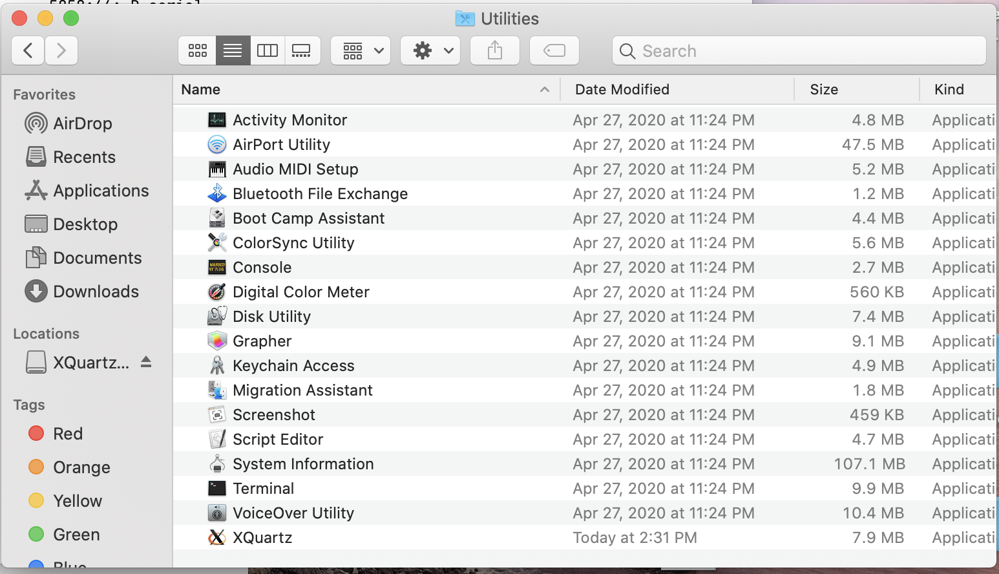 Utilities
Search
Favorites
AirDrop
Recents
Applications
Desktop
Documents
Downloads
Locations
XQuartz...
Tags
Red
Orange
Yellow
Green
Blue
Name Date Modified Size Kind
Activity Monitor Apr 27, 2020 at 11:24 PM 4.8 MB Applicati
AirPort Utility Apr 27, 2020 at 11:24 PM 47.5 MB Applicati
Audio MIDI Setup Apr 27, 2020 at 11:24 PM 5.2 MB Applicati
Bluetooth File Exchange Apr 27, 2020 at 11:24 PM 1.2 MB Applicati
Boot Camp Assistant Apr 27, 2020 at 11:24 PM 4.4 MB Applicati
ColorSync Utility Apr 27, 2020 at 11:24 PM 5.6 MB Applicati
Console Apr 27, 2020 at 11:24 PM 2.7 MB Applicati
Digital Color Meter Apr 27, 2020 at 11:24 PM 560 KB Applicati
Disk Utility Apr 27, 2020 at 11:24 PM 7.4 MB Applicati
Grapher Apr 27, 2020 at 11:24 PM 9.1 MB Applicati
Keychain Access Apr 27, 2020 at 11:24 PM 4.9 MB Applicati
Migration Assistant Apr 27, 2020 at 11:24 PM 1.8 MB Applicati
Screenshot Apr 27, 2020 at 11:24 PM 459 KB Applicati
Script Editor Apr 27, 2020 at 11:24 PM 4.7 MB Applicati
System Information Apr 27, 2020 at 11:24 PM 107.1 MB Applicati
Terminal Apr 27, 2020 at 11:24 PM 9.9 MB Applicati
VoiceOver Utility Apr 27, 2020 at 11:24 PM 10.4 MB Applicati
XQuartz Today at 2:31 PM 7.9 MB Applicati